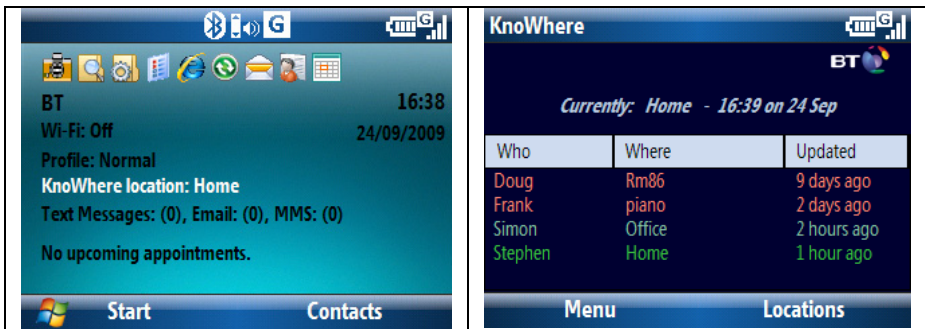 G
G
BT 16:38
Wi-Fi: Off 24/09/2009
Profile: Normal
KnoWhere location: Home
Text Messages: (0), Email: (0), MMS: (0)
No upcoming appointments.
Start Contacts
KnoWhere G
BT
Currently: Home - 16:39 on 24 Sep
Who Where Updated
Doug Rm86 9 days ago
Frank piano 2 days ago
Simon Office 2 hours ago
Stephen Home 1 hour ago
Menu Locations